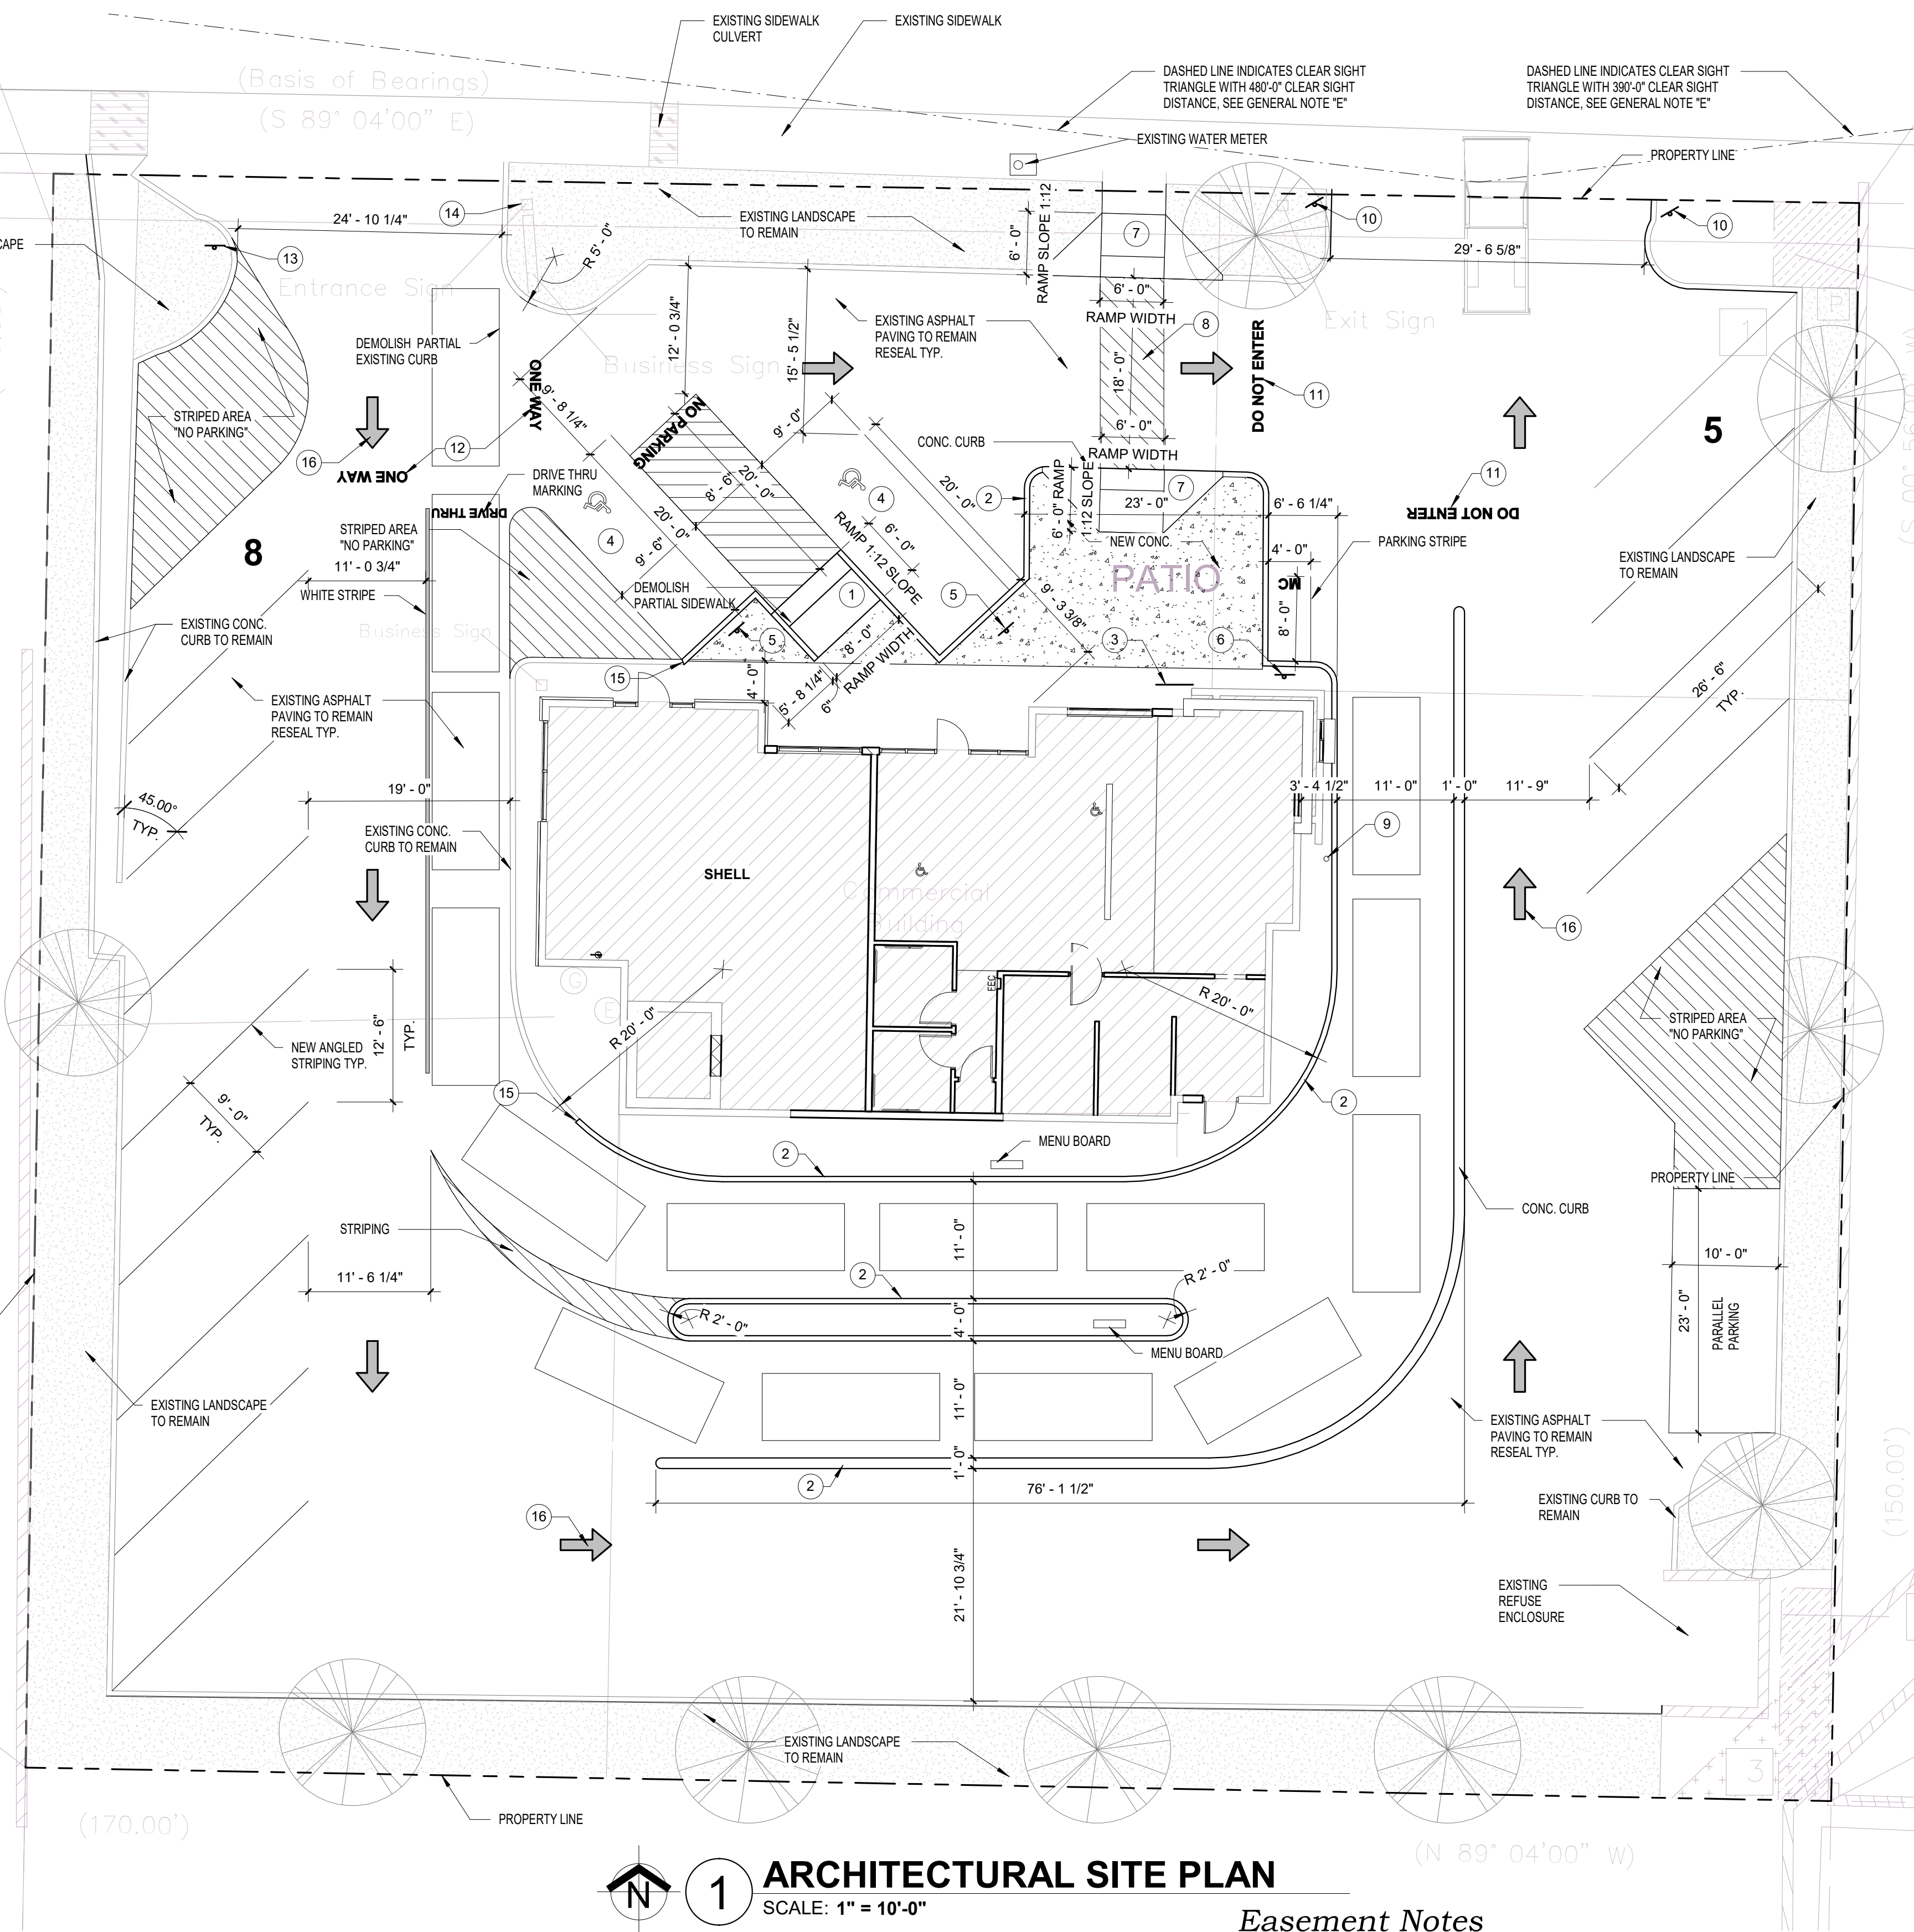 EXISTING SIDEWALK
CULVERT
EXISTING SIDEWALK
(Basis of Bearings)
(S 89° 04'00" E)
DASHED LINE INDICATES CLEAR SIGHT
TRIANGLE WITH 480'-0" CLEAR SIGHT
DISTANCE, SEE GENERAL NOTE "E"
DASHED LINE INDICATES CLEAR SIGHT
TRIANGLE WITH 390'-0" CLEAR SIGHT
DISTANCE, SEE GENERAL NOTE "E"
EXISTING WATER METER
PROPERTY LINE
24' - 10 1/4"
14
R 5' - 0"
EXISTING LANDSCAPE
TO REMAIN
6' - 0"
RAMP SLOPE 1:12
7
10
10
29' - 6 5/8"
CAPE
13
Entrance Sign
6' - 0"
RAMP WIDTH
8
Exit Sign
1
P
DEMOLISH PARTIAL
EXISTING CURB
12' - 0 3/4"
15' - 5 1/2"
EXISTING ASPHALT
PAVING TO REMAIN
RESEAL TYP.
Business Sign
18' - 0"
DO NOT ENTER
11
STRIPED AREA
"NO PARKING"
ONE WAY
9' - 8 1/4"
NO PARKING
9' - 0"
CONC. CURB
6' - 0"
RAMP WIDTH
5
16
12
ONE WAY
DRIVE THRU
MARKING
DRIVE THRU
20' - 0"
8' - 6"
4
20' - 0"
2
6' - 0" RAMP
1:12 SLOPE
7
23' - 0"
6' - 6 1/4"
11
DO NOT ENTER
STRIPED AREA
"NO PARKING"
8
11' - 0 3/4"
WHITE STRIPE
20' - 0"
4
9' - 6"
RAMP 1:12 SLOPE
6' - 0"
NEW CONC.
PATIO
4' - 0"
PARKING STRIPE
MC
8' - 0"
EXISTING LANDSCAPE
TO REMAIN
DEMOLISH
PARTIAL SIDEWALK
1
5
9' - 3 3/8"
EXISTING CONC.
CURB TO REMAIN
Business Sign
5
3
6
8' - 0"
RAMP WIDTH
15
4' - 0"
5' - 8 1/4"
6"
EXISTING ASPHALT
PAVING TO REMAIN
RESEAL TYP.
26' - 6"
TYP.
19' - 0"
3' - 4 1/2"
11' - 0"
1' - 0"
11' - 9"
45.00°
TYP.
EXISTING CONC.
CURB TO REMAIN
9
SHELL
Commercial
Building
16
G
E
FEC
R 20' - 0"
R 20' - 0"
12' - 6"
TYP.
NEW ANGLED
STRIPING TYP.
STRIPED AREA
"NO PARKING"
9' - 0"
TYP.
15
2
MENU BOARD
2
PROPERTY LINE
CONC. CURB
STRIPING
11' - 0"
11' - 6 1/4"
2
R 2' - 0"
R 2' - 0"
4' - 0"
MENU BOARD
10' - 0"
23' - 0"
PARALLEL
PARKING
EXISTING LANDSCAPE
TO REMAIN
11' - 0"
EXISTING ASPHALT
PAVING TO REMAIN
RESEAL TYP.
1' - 0"
2
76' - 1 1/2"
EXISTING CURB TO
REMAIN
(150.00')
16
21' - 10 3/4"
EXISTING
REFUSE
ENCLOSURE
EXISTING LANDSCAPE
TO REMAIN
3
PROPERTY LINE
(170.00')
(N 89° 04'00" W)
N
1
ARCHITECTURAL SITE PLAN
SCALE: 1" = 10'-0"
Easement Notes